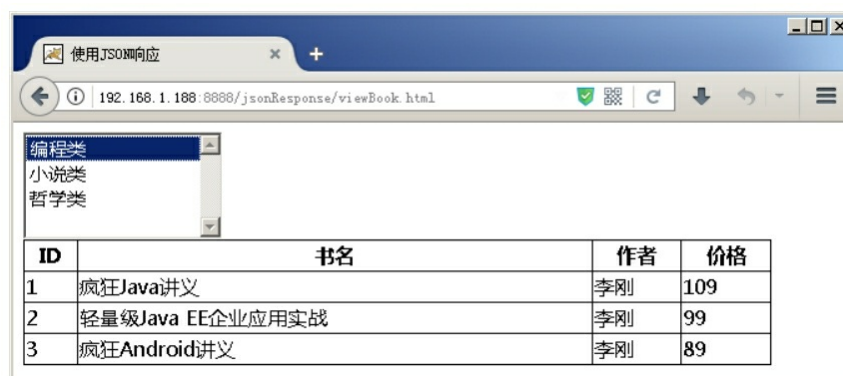 使用JSON响应
192.168.1.188:8888/jsonResponse/viewBook.html
编程类
小说类
哲学类
ID 书名 作者 价格
1 疯狂Java讲义 李刚 109
2 轻量级Java EE企业应用实战 李刚 99
3 疯狂Android讲义 李刚 89